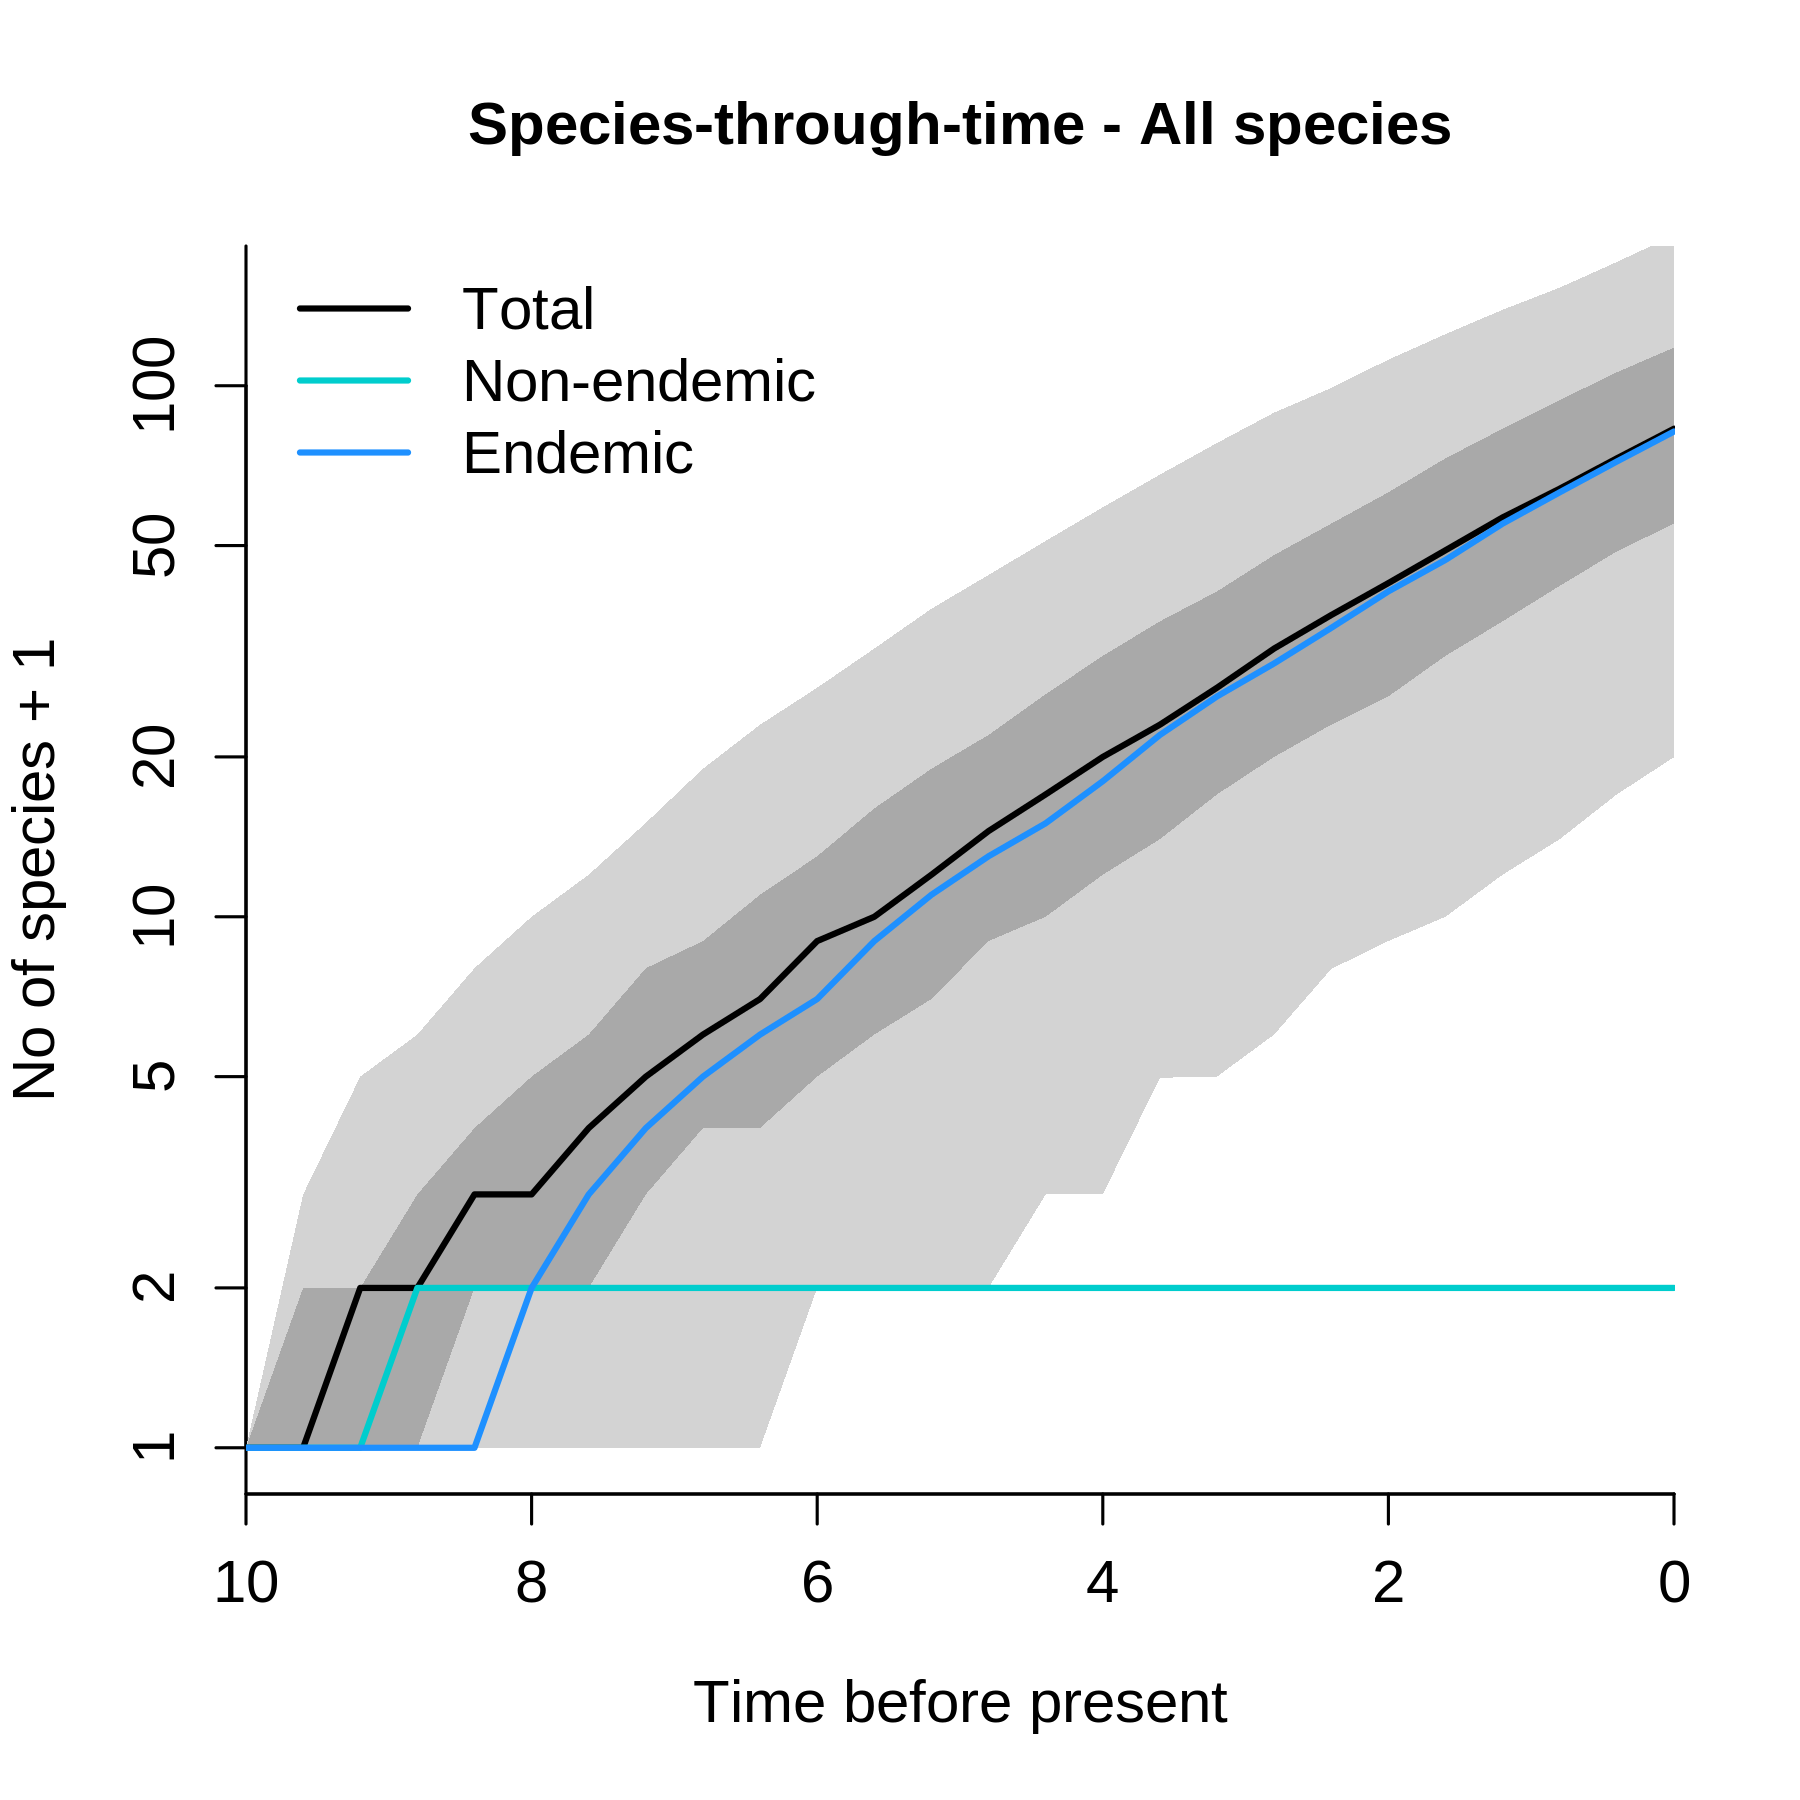 Species-through-time - All species
Total
Non-endemic
Endemic
No of species + 1
100
50
20
10
5
2
1
10 8 6 4 2 0
Time before present